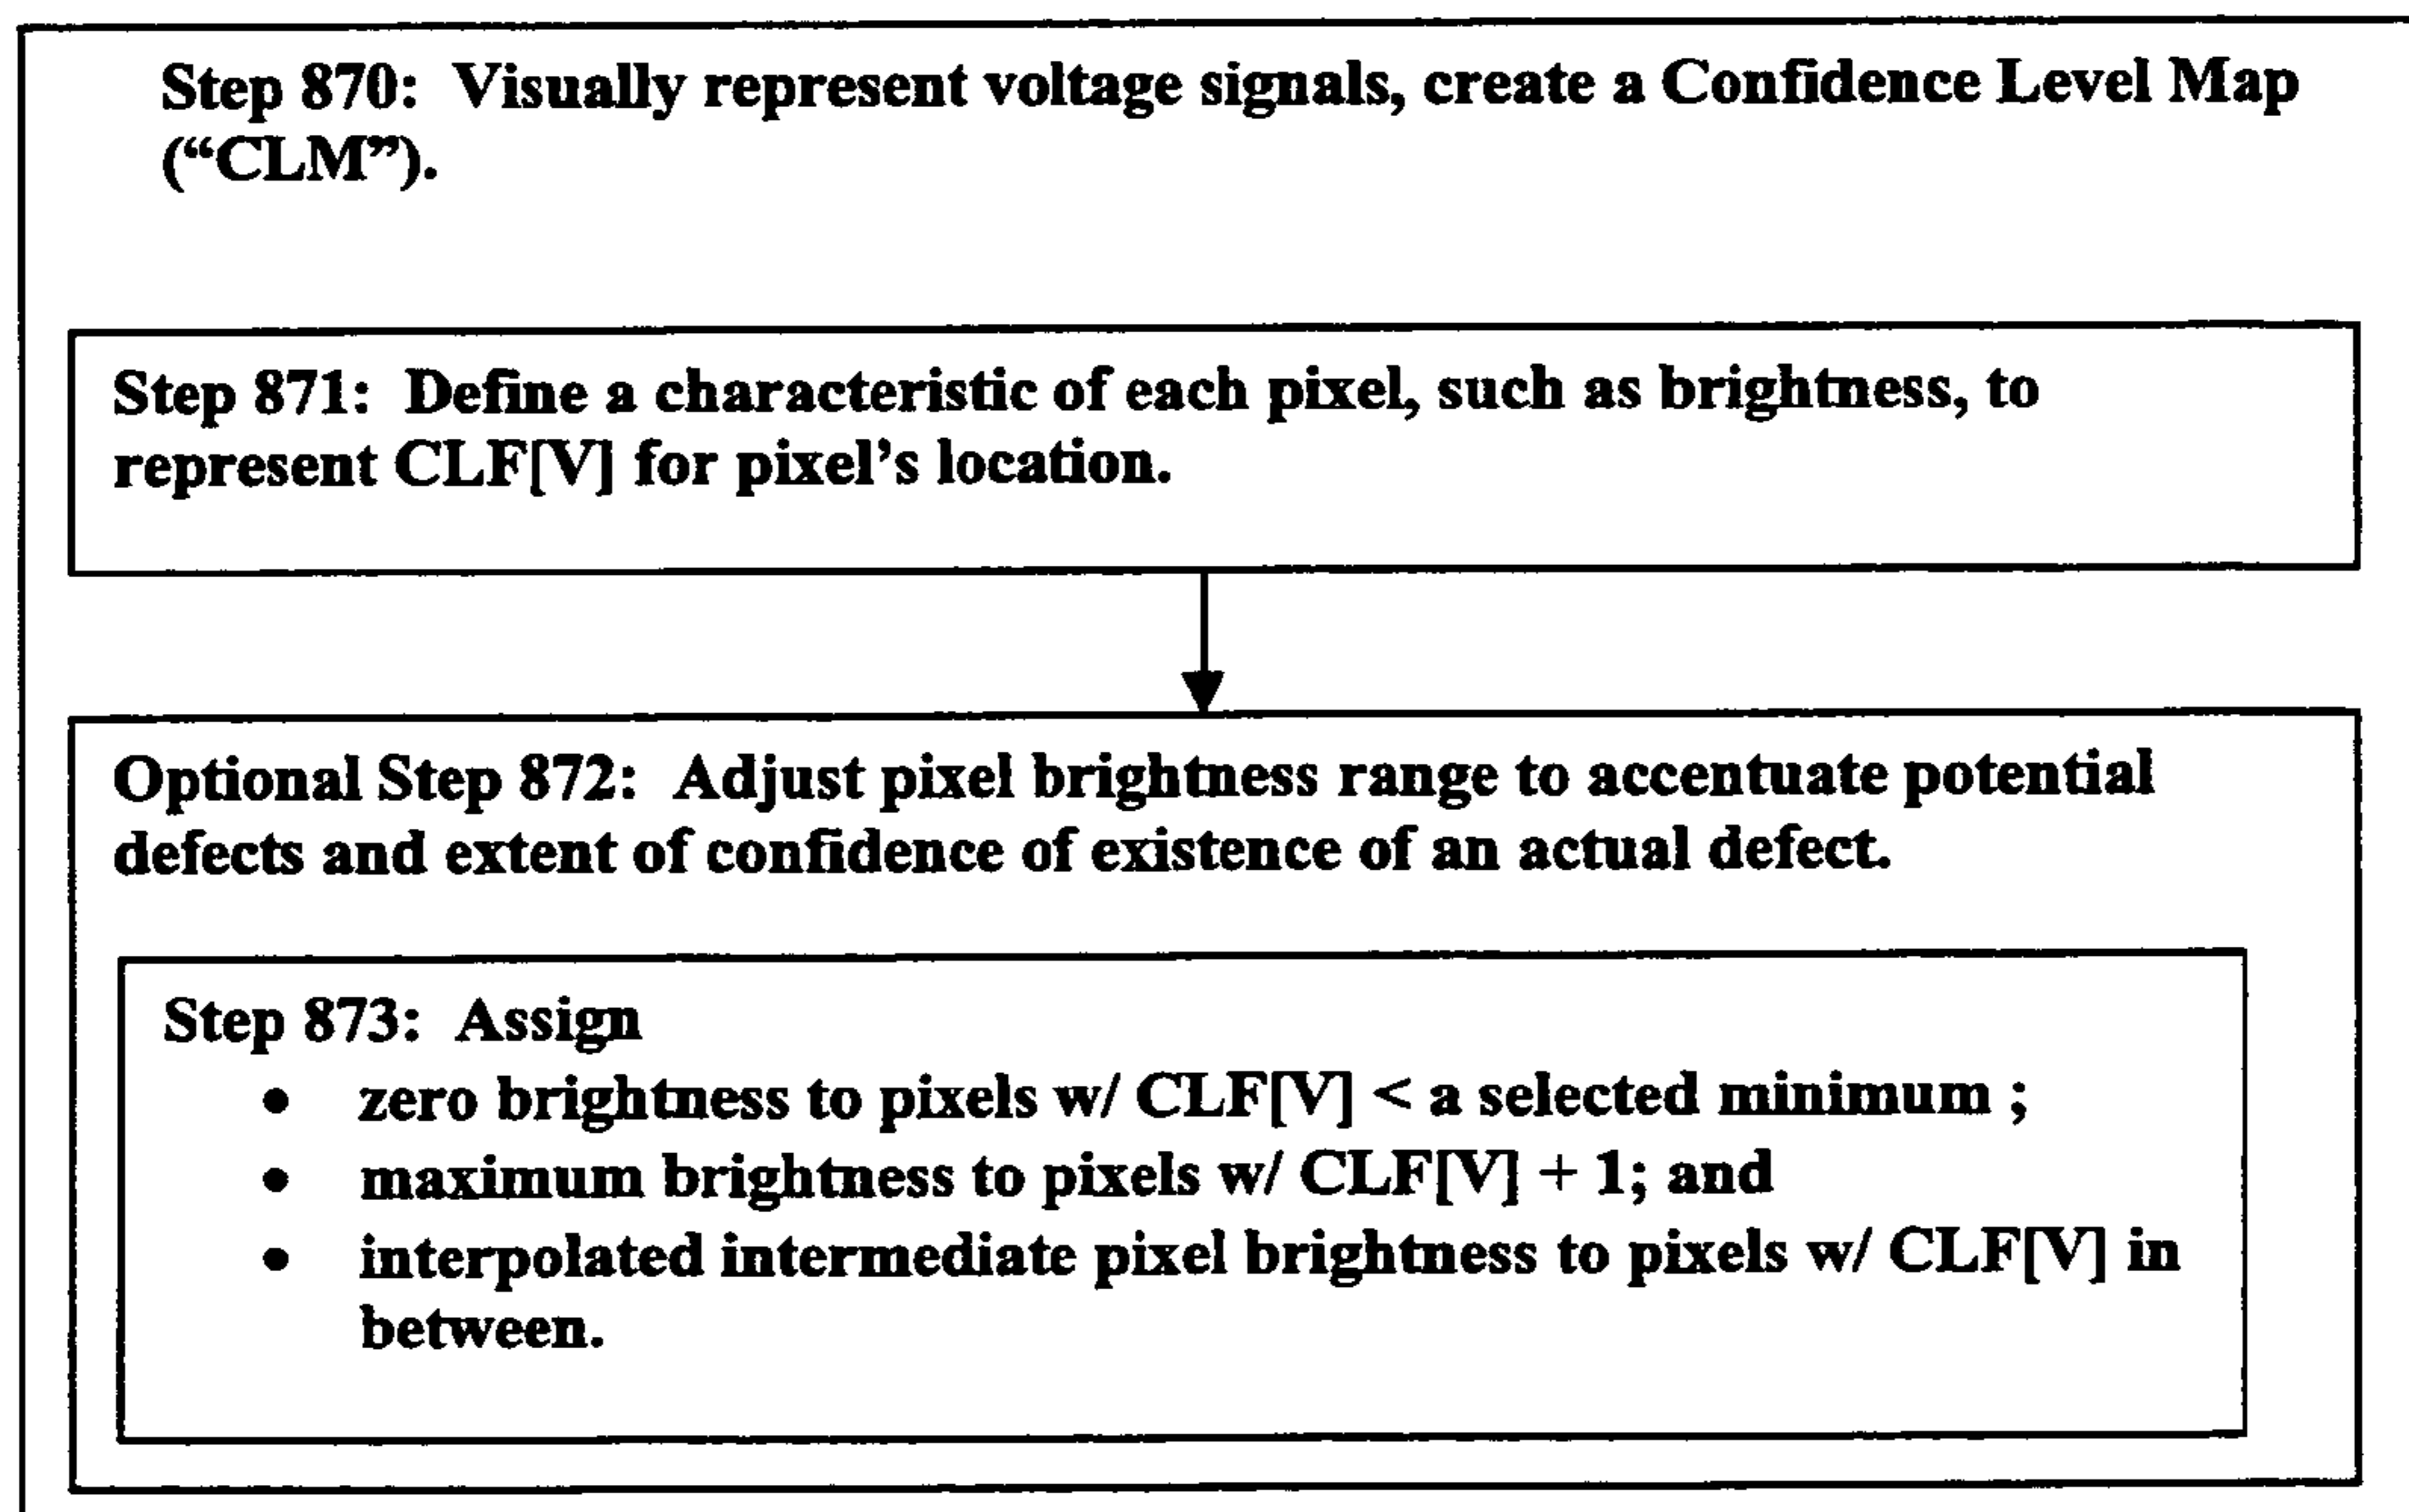 Step 870: Visually represent voltage signals, create a Confidence Level Map
(“CLM”).
Step 871: Define a characteristic of each pixel, such as brightness, to
represent CLF[V] for pixel’s location.
Optional Step 872: Adjust pixel brightness range to accentuate potential
defects and extent of confidence of existence of an actual defect.
Step 873: Assign
• zero brightness to pixels w/ CLF[V] < a selected minimum ;
• maximum brightness to pixels w/ CLF[V] + 1; and
• interpolated intermediate pixel brightness to pixels w/ CLF[V] in
between.